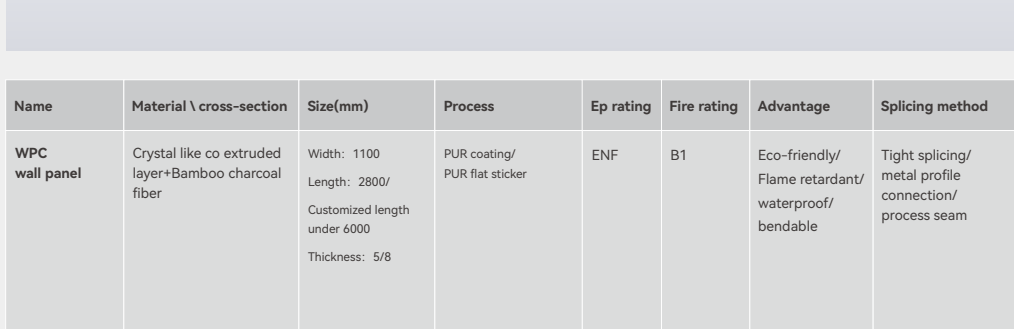 Name
Material \ cross-section
Size(mm)
Process
Ep rating
Fire rating
Advantage
Splicing method
WPC
wall panel
Crystal like co extruded
layer+Bamboo charcoal
fiber
Width: 1100
Length: 2800/
Customized length
under 6000
Thickness: 5/8
PUR coating/
PUR flat sticker
ENF
B1
Eco-friendly/
Flame retardant/
waterproof/
bendable
Tight splicing/
metal profile
connection/
process seam